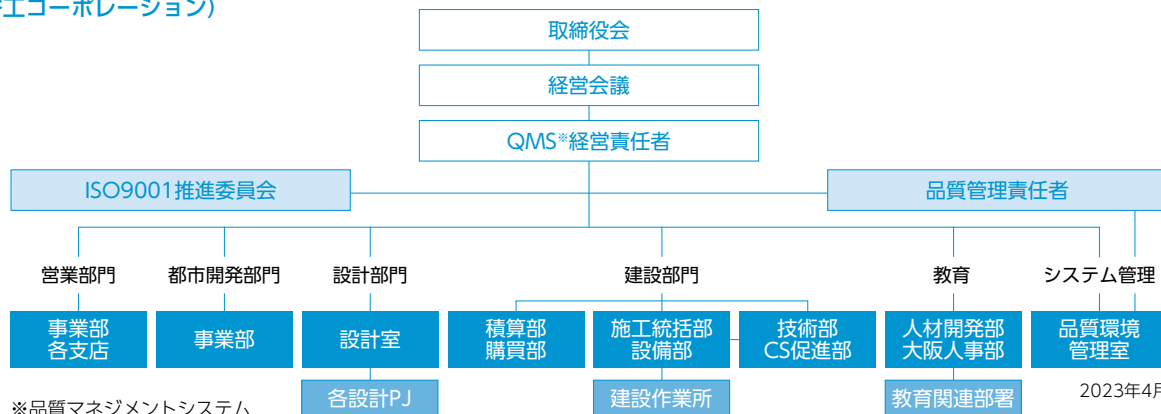 コーポレーション)
取締役会
経営会議
QMS※経営責任者
ISO9001推進委員会
品質管理責任者
営業部門
都市開発部門
設計部門
建設部門
教育
システム管理
事業部
各支店
事業部
設計室
積算部
購買部
施工統括部
設備部
技術部
CS促進部
人材開発部
大阪人事部
品質環境
管理室
各設計PJ
建設作業所
教育関連部署
※品質マネジメントシステム
2023年4月